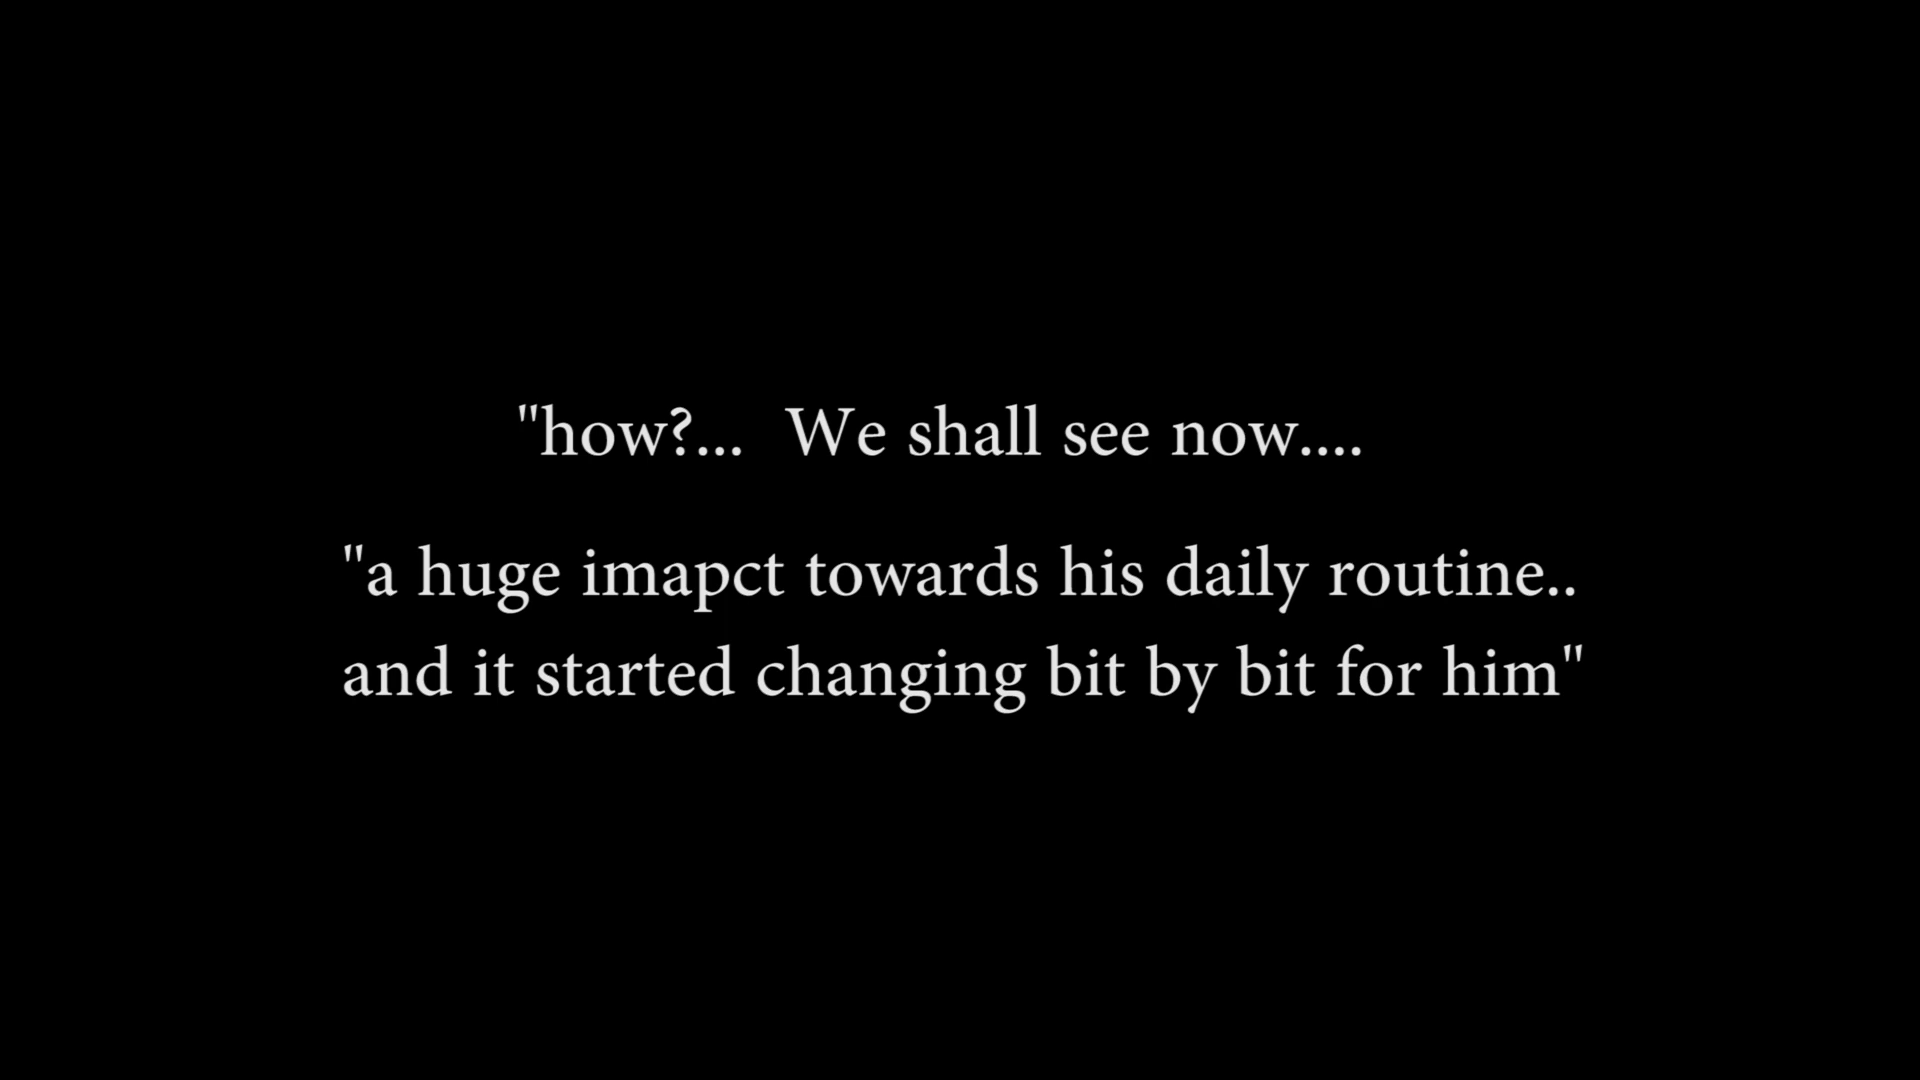 "how?...  We shall see now....
"a huge imapct towards his daily routine..
and it started changing bit by bit for him"